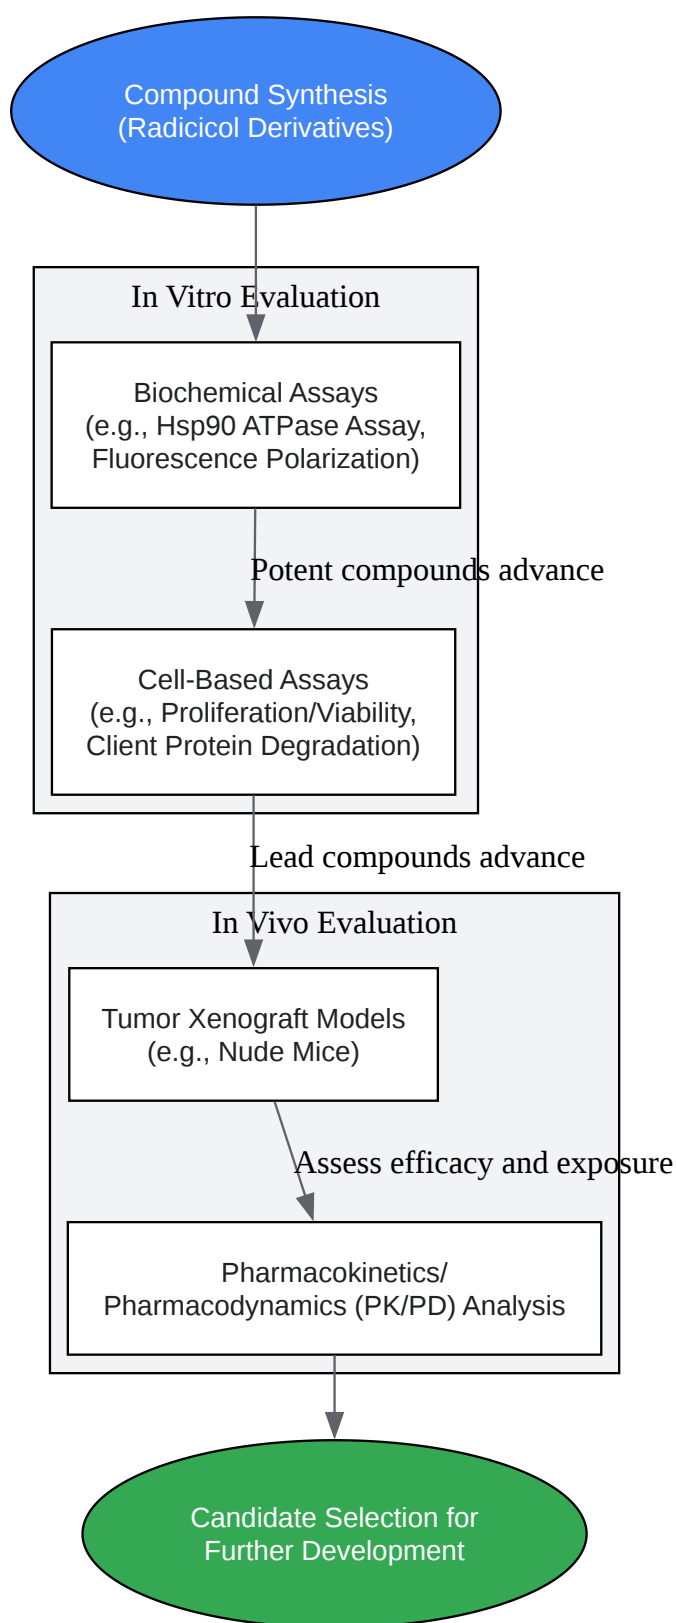 Compound Synthesis
(Radicicol Derivatives)
In Vitro Evaluation
Biochemical Assays
(e.g., Hsp90 ATPase Assay,
Fluorescence Polarization)
Potent compounds advance
Cell-Based Assays
(e.g., Proliferation/Viability,
Client Protein Degradation)
Lead compounds advance
In Vivo Evaluation
Tumor Xenograft Models
(e.g., Nude Mice)
Assess efficacy and exposure
Pharmacokinetics/
Pharmacodynamics (PK/PD) Analysis
Candidate Selection for
Further Development